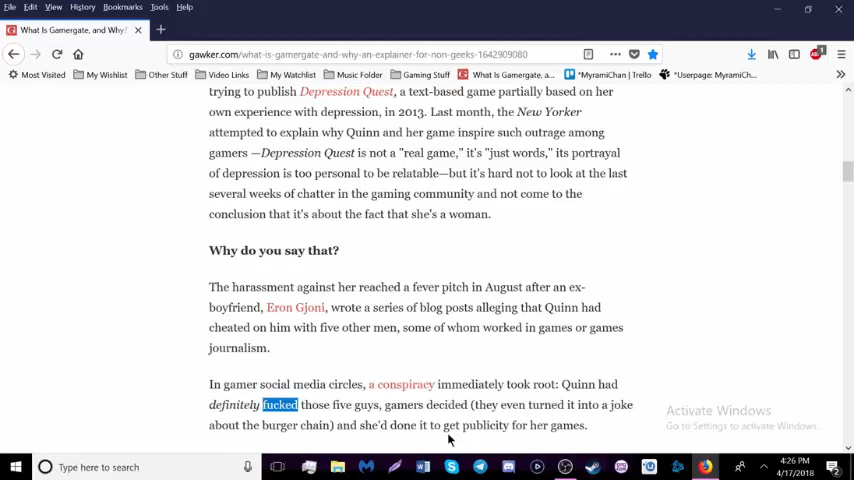 File Edit View History Bookmarks Tools Help
What Is Gamergate, and Why?
gawker.com/what-is-gamergate-and-why-an-explainer-for-non-geeks-1642909080
Most Visited My Wishlist Other Stuff Video Links My Watchlist Music Folder Gaming Stuff What Is Gamergate, a... *MyramiChan | Trello *Userpage: MyramiCh...
trying to publish Depression Quest, a text-based game partially based on her
own experience with depression, in 2013. Last month, the New Yorker
attempted to explain why Quinn and her game inspire such outrage among
gamers —Depression Quest is not a "real game," it's "just words," its portrayal
of depression is too personal to be relatable—but it's hard not to look at the last
several weeks of chatter in the gaming community and not come to the
conclusion that it's about the fact that she's a woman.
Why do you say that?
The harassment against her reached a fever pitch in August after an ex-
boyfriend, Eron Gjoni, wrote a series of blog posts alleging that Quinn had
cheated on him with five other men, some of whom worked in games or games
journalism.
In gamer social media circles, a conspiracy immediately took root: Quinn had
definitely fucked those five guys, gamers decided (they even turned it into a joke
about the burger chain) and she'd done it to get publicity for her games.
Activate Windows
Go to Settings to activate Windows.
Type here to search
4:26 PM
4/17/2018